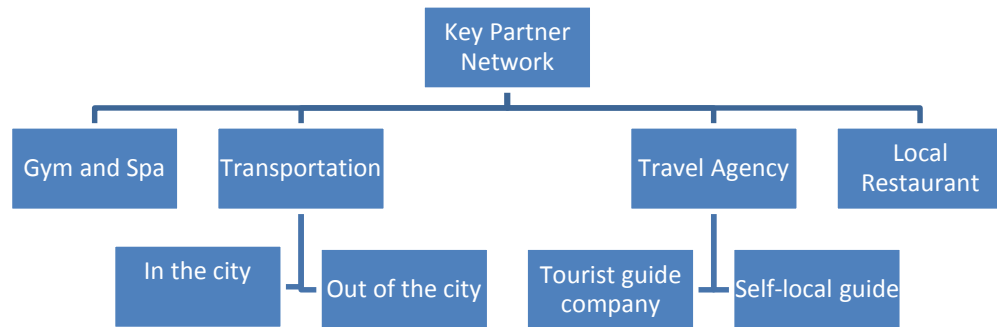 Key Partner
Network
Gym and Spa
Transportation
Travel Agency
Local
Restaurant
In the city
Out of the city
Tourist guide
company
Self-local guide